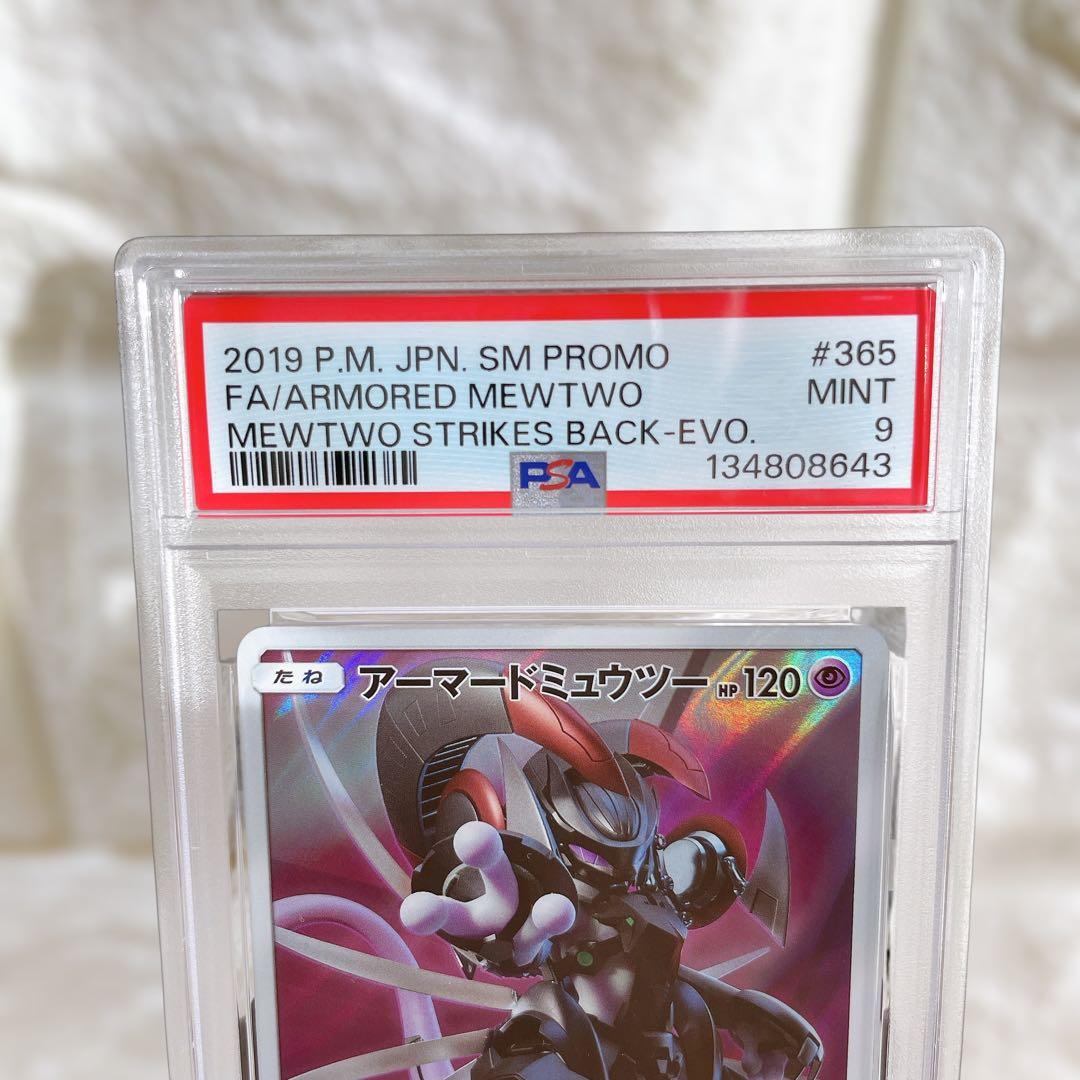 2019 P.M. JPN. SM PROMO #365
FA/ARMORED MEWTWO MINT
MEWTWO STRIKES BACK-EVO. 9
PSA 134808643
たね アーマードミュウツー HP 120